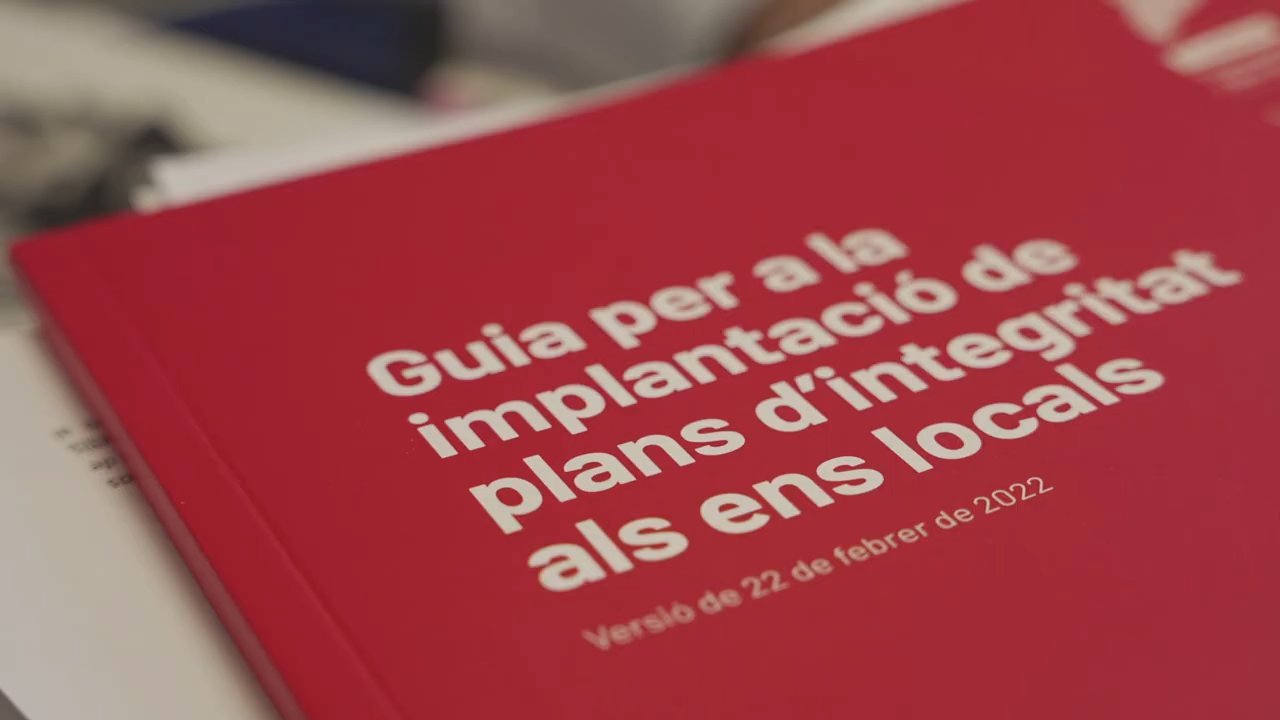 Guia per a la
implantació de
plans d’integritat
als ens locals
Versió de 22 de febrer de 2022